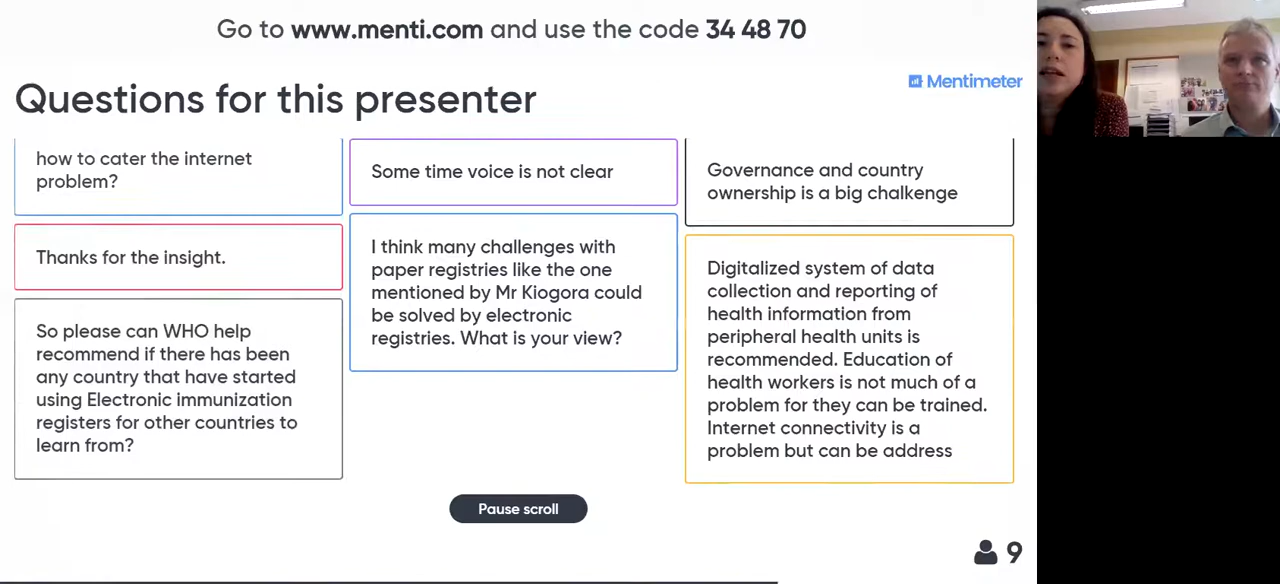 Go to www.menti.com and use the code 34 48 70
Mentimeter
Questions for this presenter
how to cater the internet
problem?
Thanks for the insight.
So please can WHO help
recommend if there has been
any country that have started
using Electronic immunization
registers for other countries to
learn from?
Some time voice is not clear
I think many challenges with
paper registries like the one
mentioned by Mr Kiogora could
be solved by electronic
registries. What is your view?
Governance and country
ownership is a big chalkenge
Digitalized system of data
collection and reporting of
health information from
peripheral health units is
recommended. Education of
health workers is not much of a
problem for they can be trained.
Internet connectivity is a
problem but can be address
Pause scroll
9